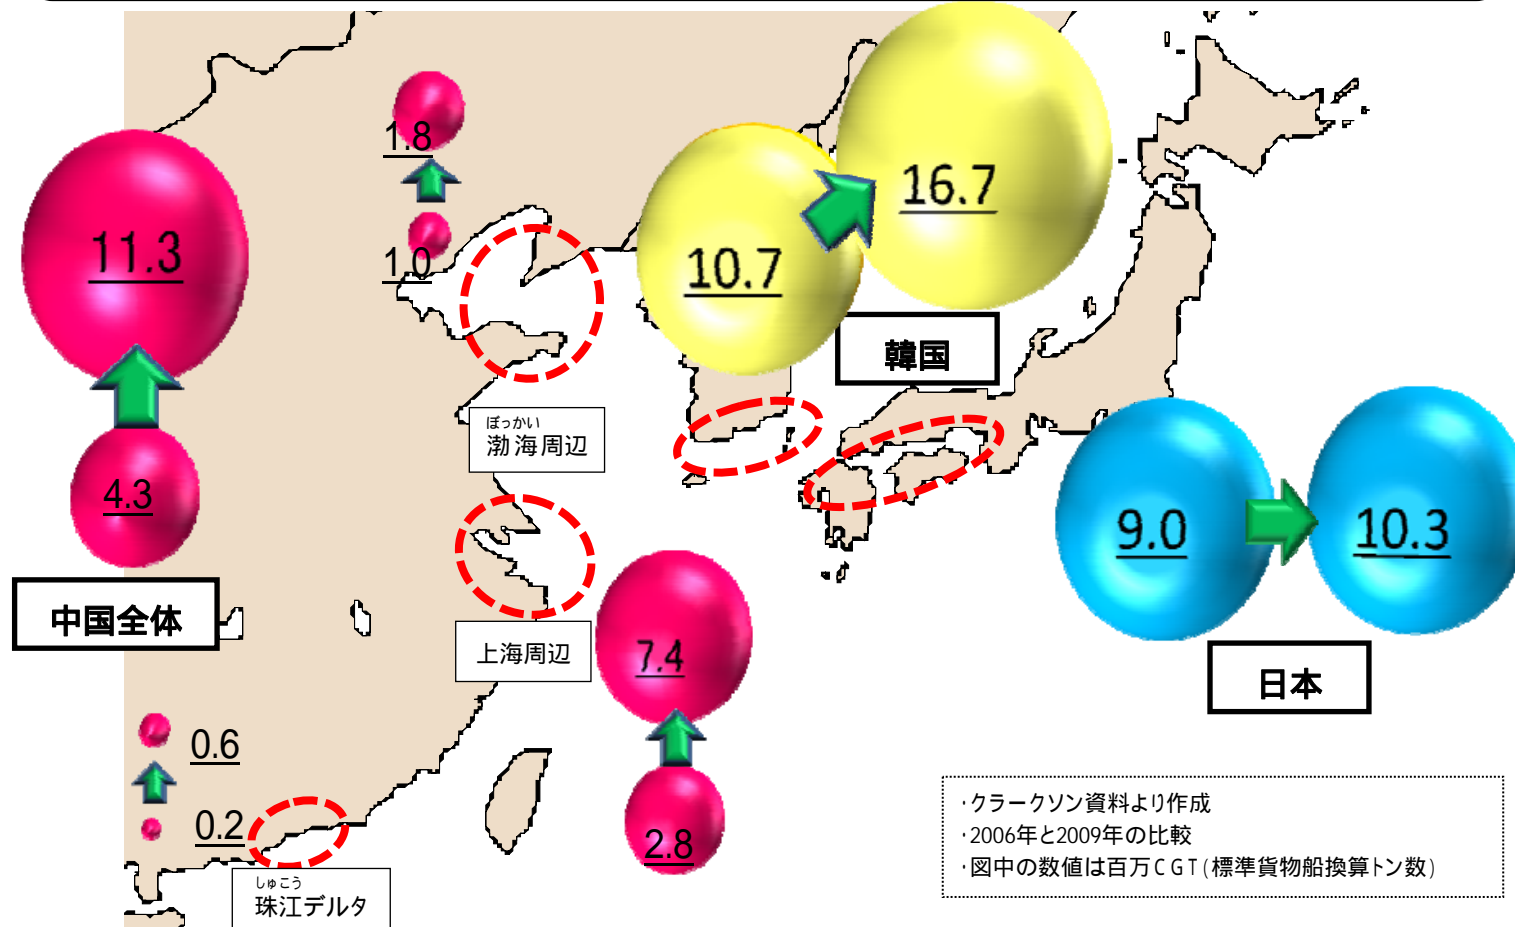 1.8
1.0
11.3
4.3
中国全体
10.7
16.7
韓国
ぼっかい
渤海周辺
9.0
10.3
日本
上海周辺
7.4
2.8
0.6
0.2
しゅこう
珠江デルタ
・クラークソン資料より作成
・2006年と2009年の比較
・図中の数値は百万CGT(標準貨物船換算トン数)